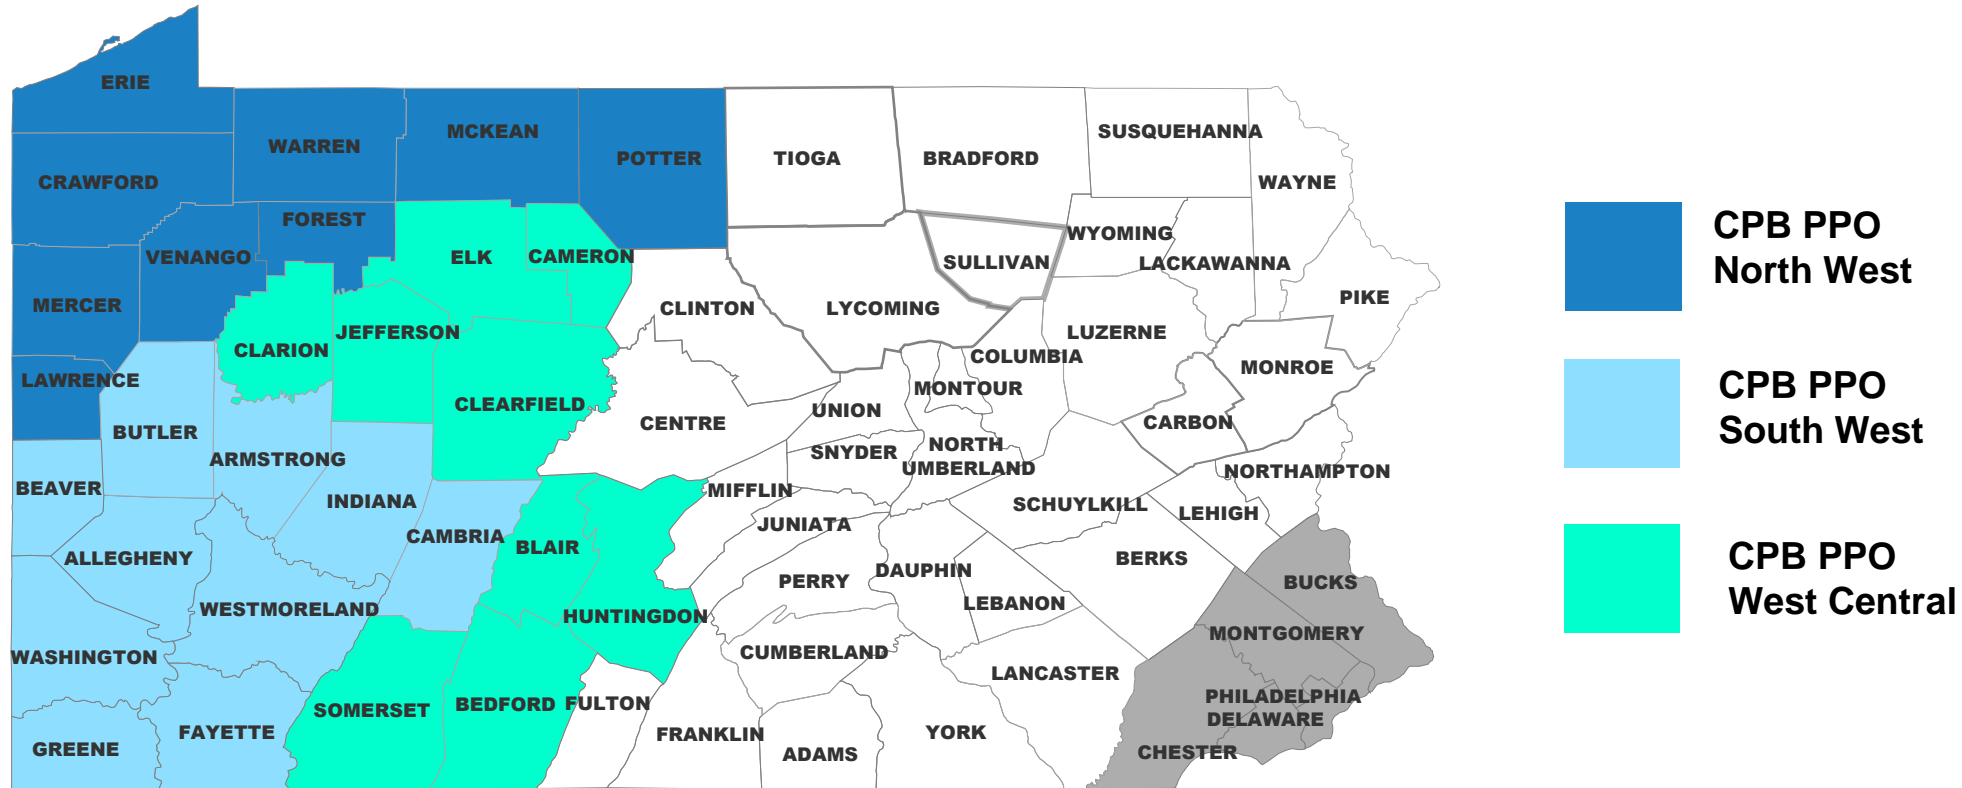 ERIE
WARREN
MCKEAN
POTTER
TIOGA
BRADFORD
SUSQUEHANNA
WAYNE
CRAWFORD
FOREST
VENANGO
ELK
CAMERON
SULLIVAN
WYOMING
LACKAWANNA
MERCER
CLINTON
LYCOMING
PIKE
JEFFERSON
CLARION
LUZERNE
COLUMBIA
MONROE
LAWRENCE
MONTOUR
CLEARFIELD
UNION
CENTRE
CARBON
BUTLER
ARMSTRONG
SNYDER
NORTH
UMBERLAND
NORTHAMPTON
BEAVER
INDIANA
MIFFLIN
SCHUYLKILL
LEHIGH
CAMBRIA
JUNIATA
BLAIR
ALLEGHENY
BERKS
DAUPHIN
PERRY
BUCKS
WESTMORELAND
HUNTINGDON
LEBANON
MONTGOMERY
WASHINGTON
CUMBERLAND
LANCASTER
SOMERSET
BEDFORD
FULTON
PHILADELPHIA
DELAWARE
GREENE
FAYETTE
FRANKLIN
ADAMS
YORK
CHESTER
CPB PPO
North West
CPB PPO
South West
CPB PPO
West Central